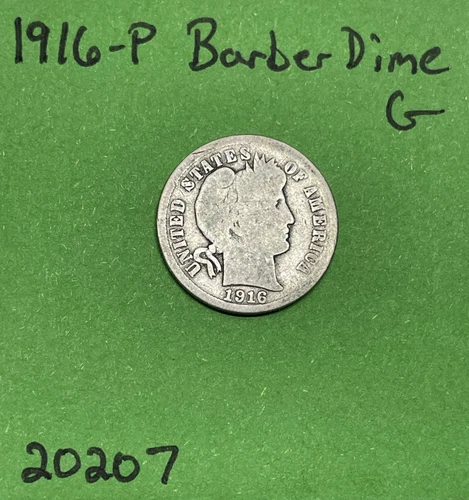 1916-P Barber Dime
G
UNITED STATES OF AMERICA
1916
20207